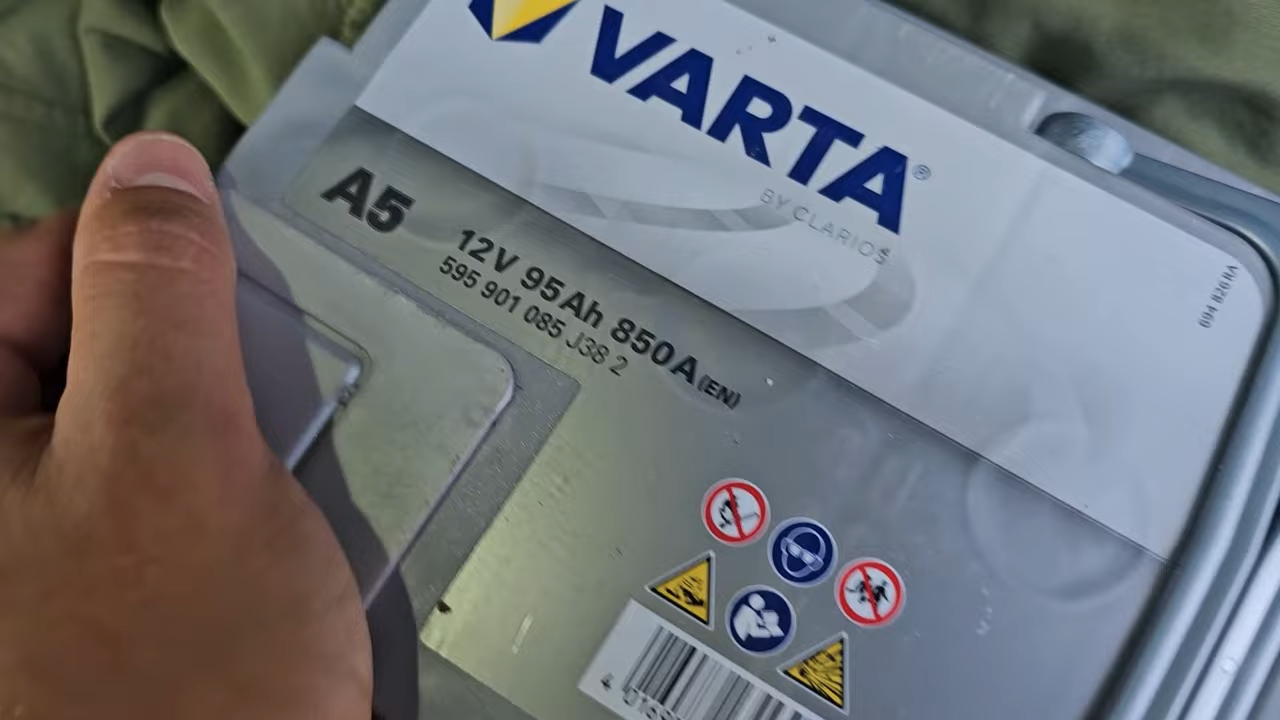 VARTA®
BY CLARIOS
A5
12V 95Ah 850A(EN)
595 901 085 J38 2
694 826 RA